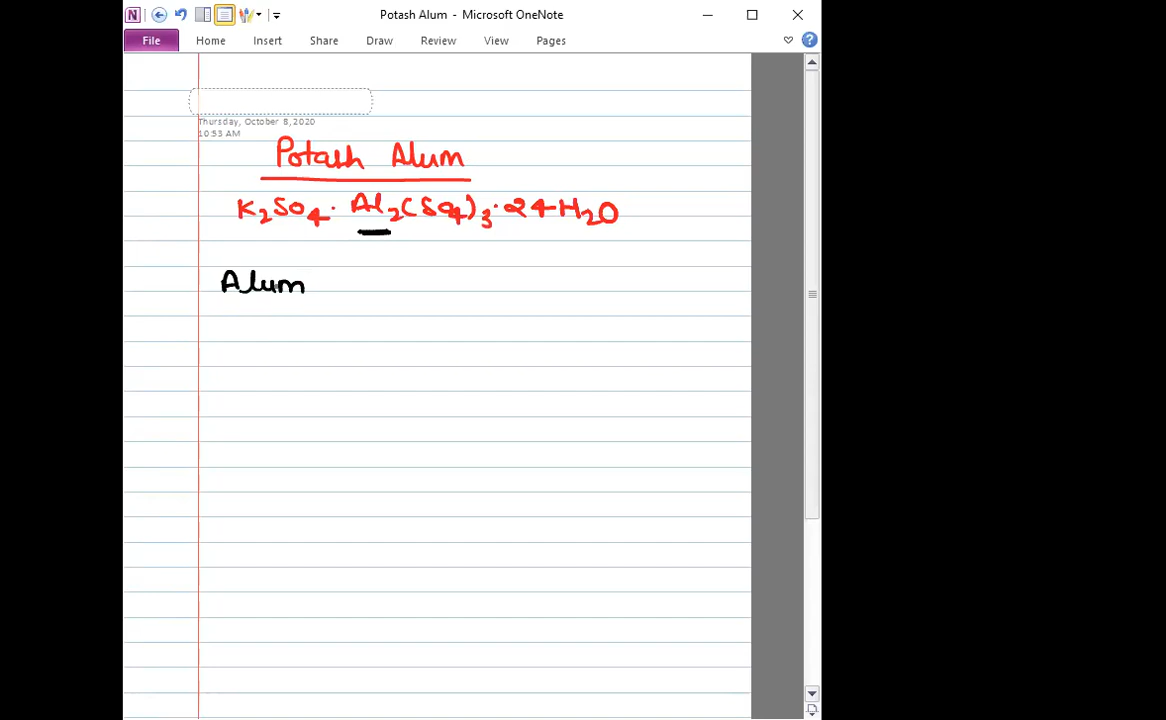 Potash Alum - Microsoft OneNote
File Home Insert Share Draw Review View Pages
Thursday, October 8, 2020
10:53 AM
Potash Alum
K₂SO₄ · Al₂(SO₄)₃ · 24H₂O
Alum